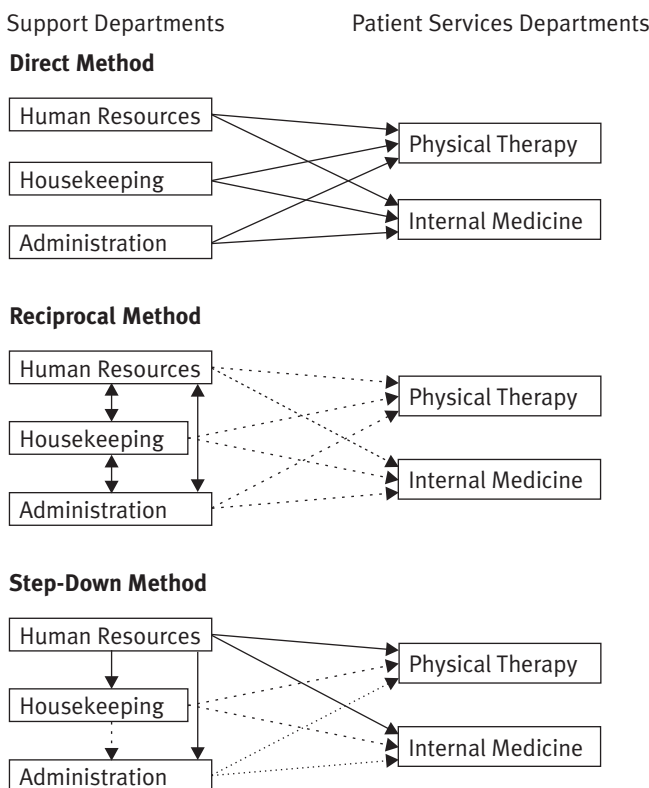 Support Departments Patient Services Departments
Direct Method
Human Resources
Physical Therapy
Housekeeping
Internal Medicine
Administration
Reciprocal Method
Human Resources
Physical Therapy
Housekeeping
Internal Medicine
Administration
Step-Down Method
Human Resources
Physical Therapy
Housekeeping
Internal Medicine
Administration